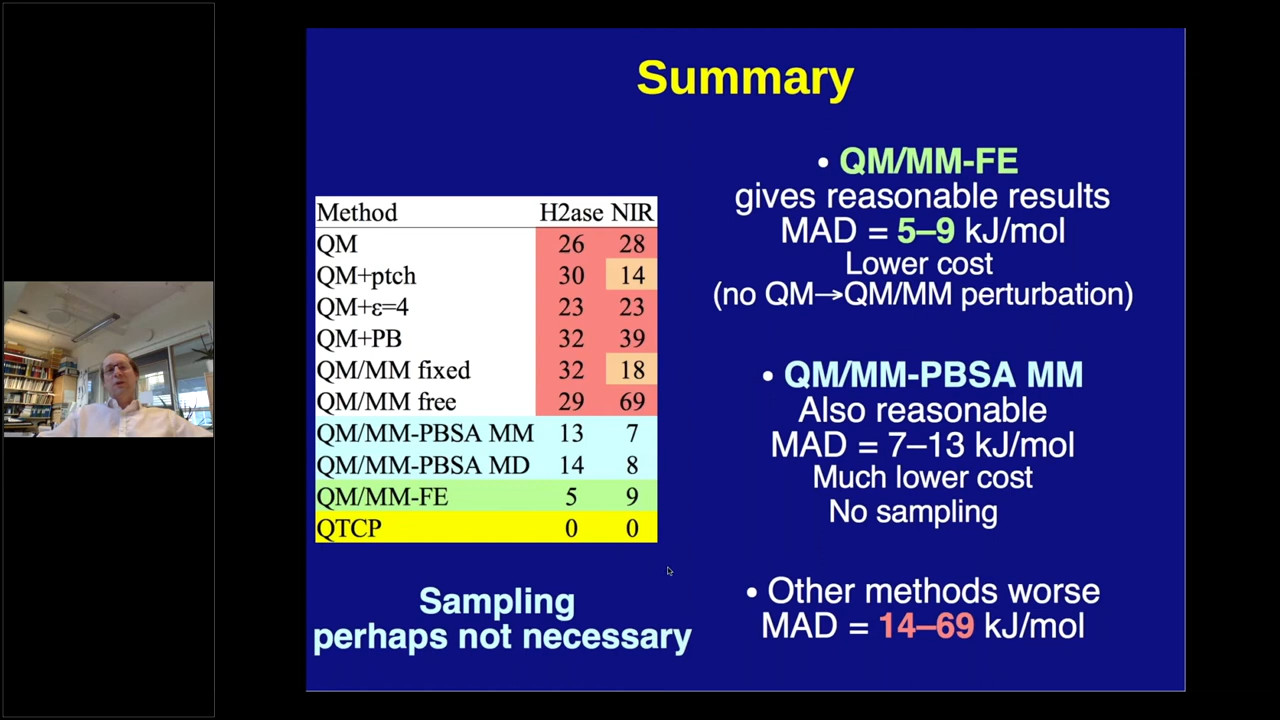 Summary
Method H2ase NIR
QM 26 28
QM+ptch 30 14
QM+ε=4 23 23
QM+PB 32 39
QM/MM fixed 32 18
QM/MM free 29 69
QM/MM-PBSA MM 13 7
QM/MM-PBSA MD 14 8
QM/MM-FE 5 9
QTCP 0 0
Sampling
perhaps not necessary
• QM/MM-FE
gives reasonable results
MAD = 5–9 kJ/mol
Lower cost
(no QM→QM/MM perturbation)
• QM/MM-PBSA MM
Also reasonable
MAD = 7–13 kJ/mol
Much lower cost
No sampling
• Other methods worse
MAD = 14–69 kJ/mol